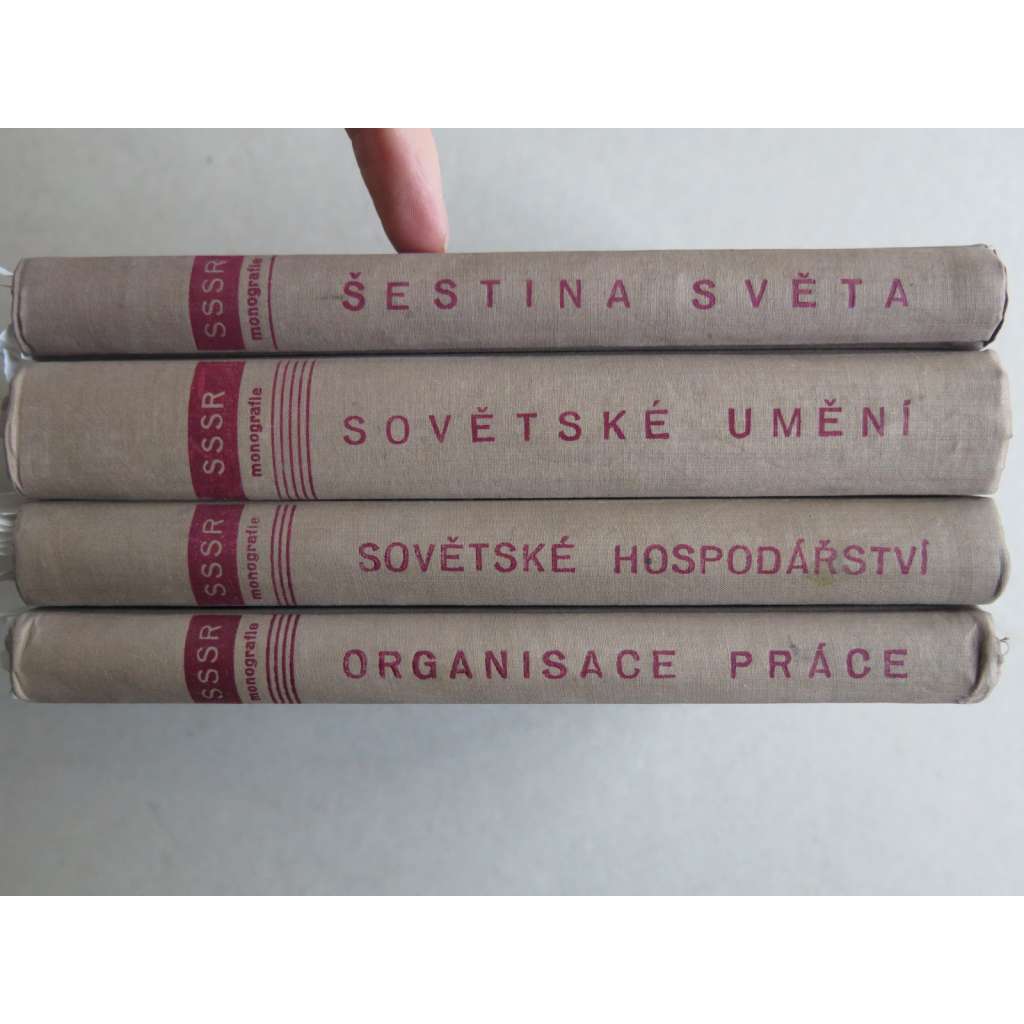 SSSR
monografie
ŠESTINA SVĚTA
SSSR
monografie
SOVĚTSKÉ UMĚNÍ
SSSR
monografie
SOVĚTSKÉ HOSPODÁŘSTVÍ
SSSR
monografie
ORGANISACE PRÁCE